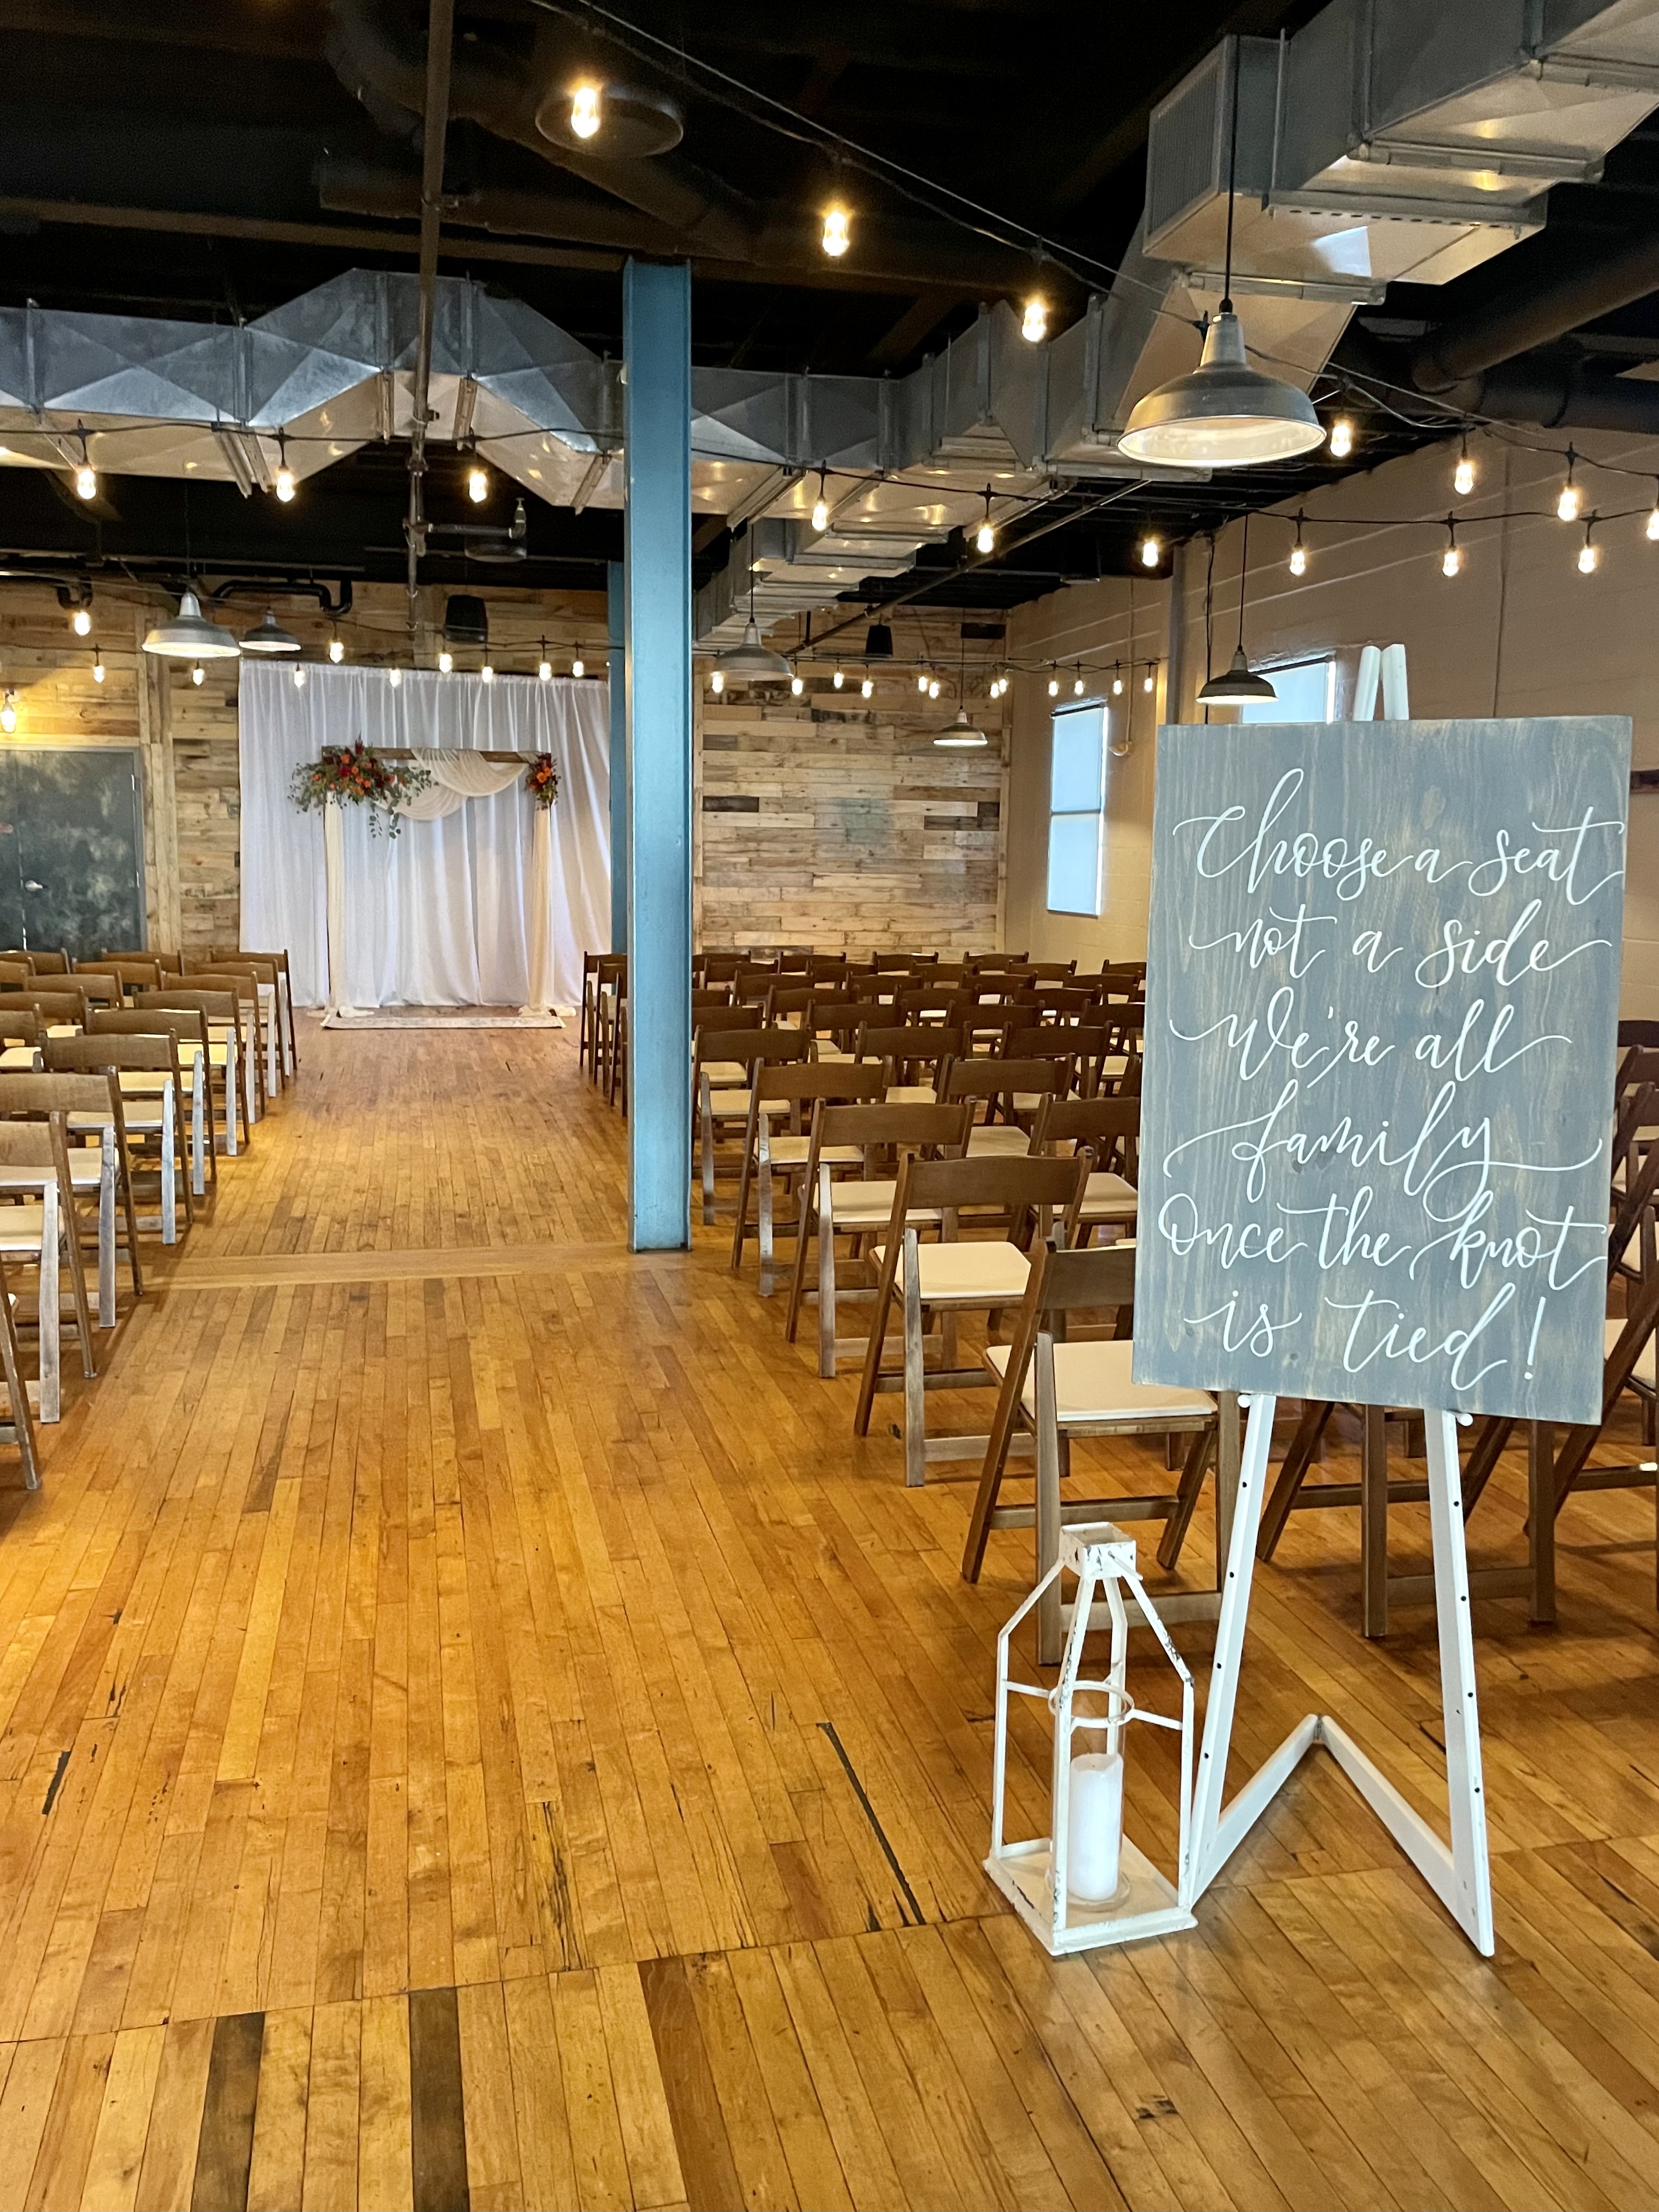 Choose a seat
not a side
We're all
family
Once the knot
is tied!